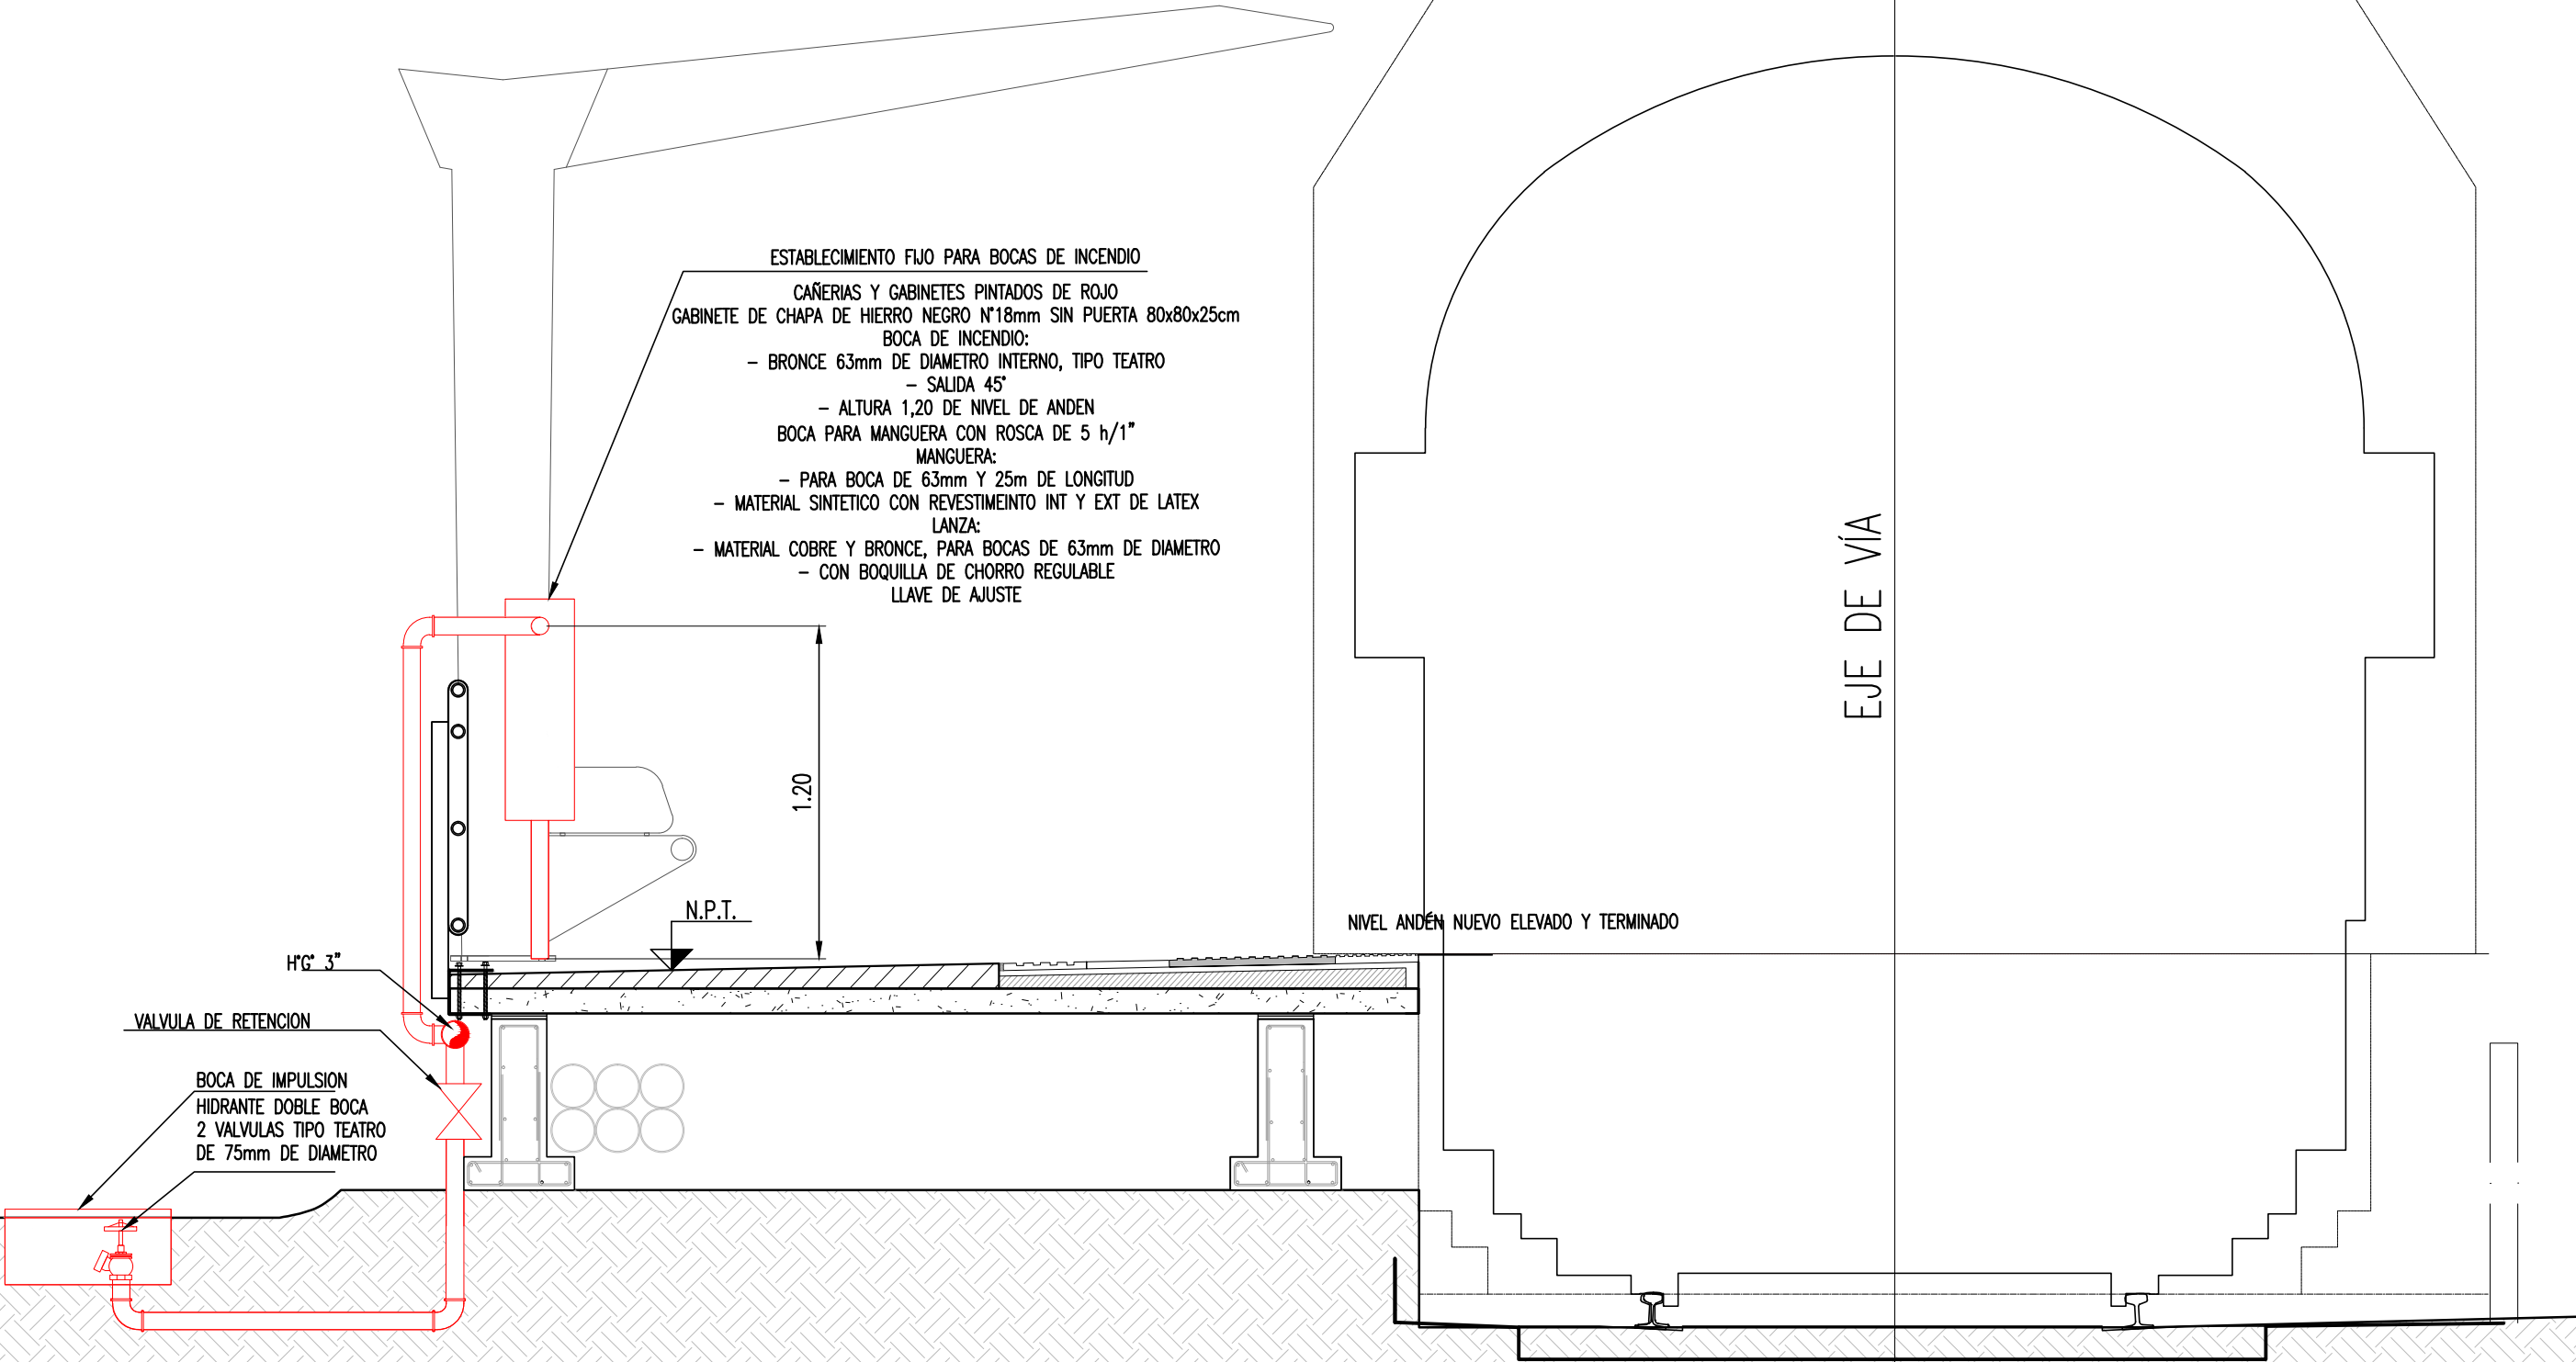 ESTABLECIMIENTO FIJO PARA BOCAS DE INCENDIO
CAÑERIAS Y GABINETES PINTADOS DE ROJO
GABINETE DE CHAPA DE HIERRO NEGRO N°18mm SIN PUERTA 80x80x25cm
BOCA DE INCENDIO:
- BRONCE 63mm DE DIAMETRO INTERNO, TIPO TEATRO
- SALIDA 45°
- ALTURA 1,20 DE NIVEL DE ANDEN
BOCA PARA MANGUERA CON ROSCA DE 5 h/1"
MANGUERA:
- PARA BOCA DE 63mm Y 25m DE LONGITUD
- MATERIAL SINTETICO CON REVESTIMEINTO INT Y EXT DE LATEX
LANZA:
- MATERIAL COBRE Y BRONCE, PARA BOCAS DE 63mm DE DIAMETRO
- CON BOQUILLA DE CHORRO REGULABLE
LLAVE DE AJUSTE
EJE DE VÍA
1.20
N.P.T.
NIVEL ANDÉN NUEVO ELEVADO Y TERMINADO
H°G° 3"
VALVULA DE RETENCION
BOCA DE IMPULSION
HIDRANTE DOBLE BOCA
2 VALVULAS TIPO TEATRO
DE 75mm DE DIAMETRO